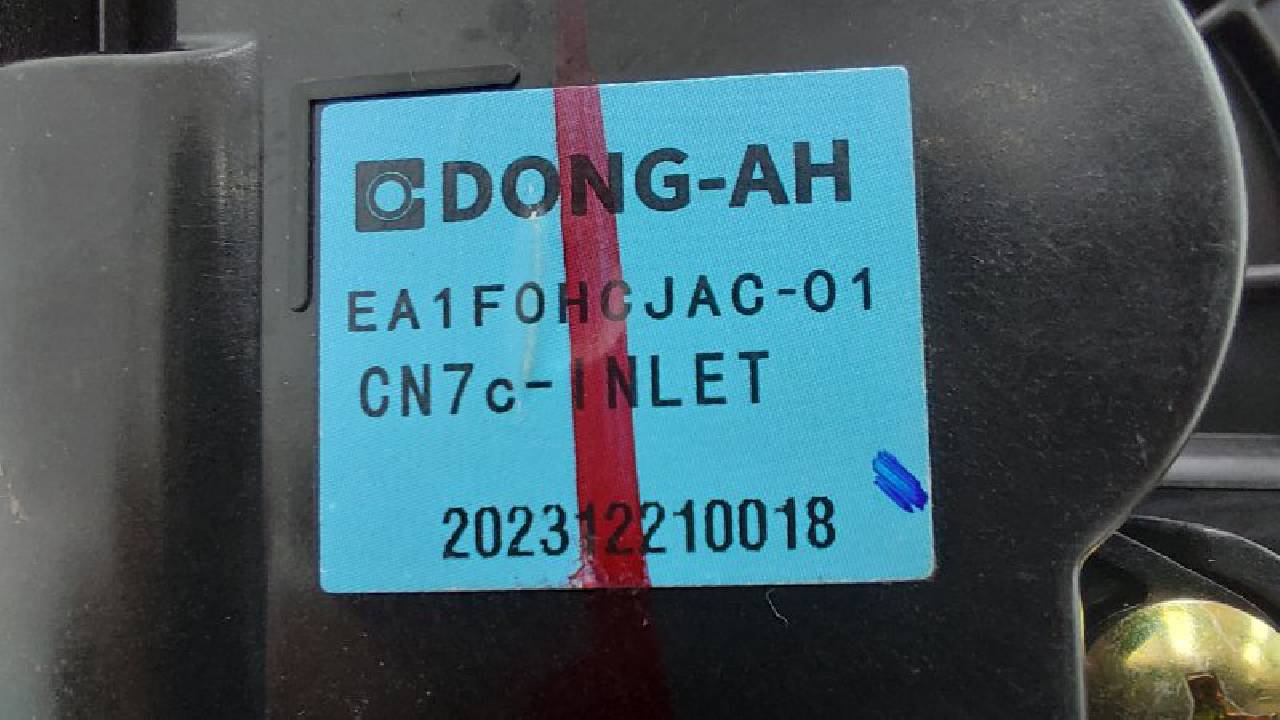 DONG-AH
EA1F0HCJAC-01
CN7c-INLET
202312210018